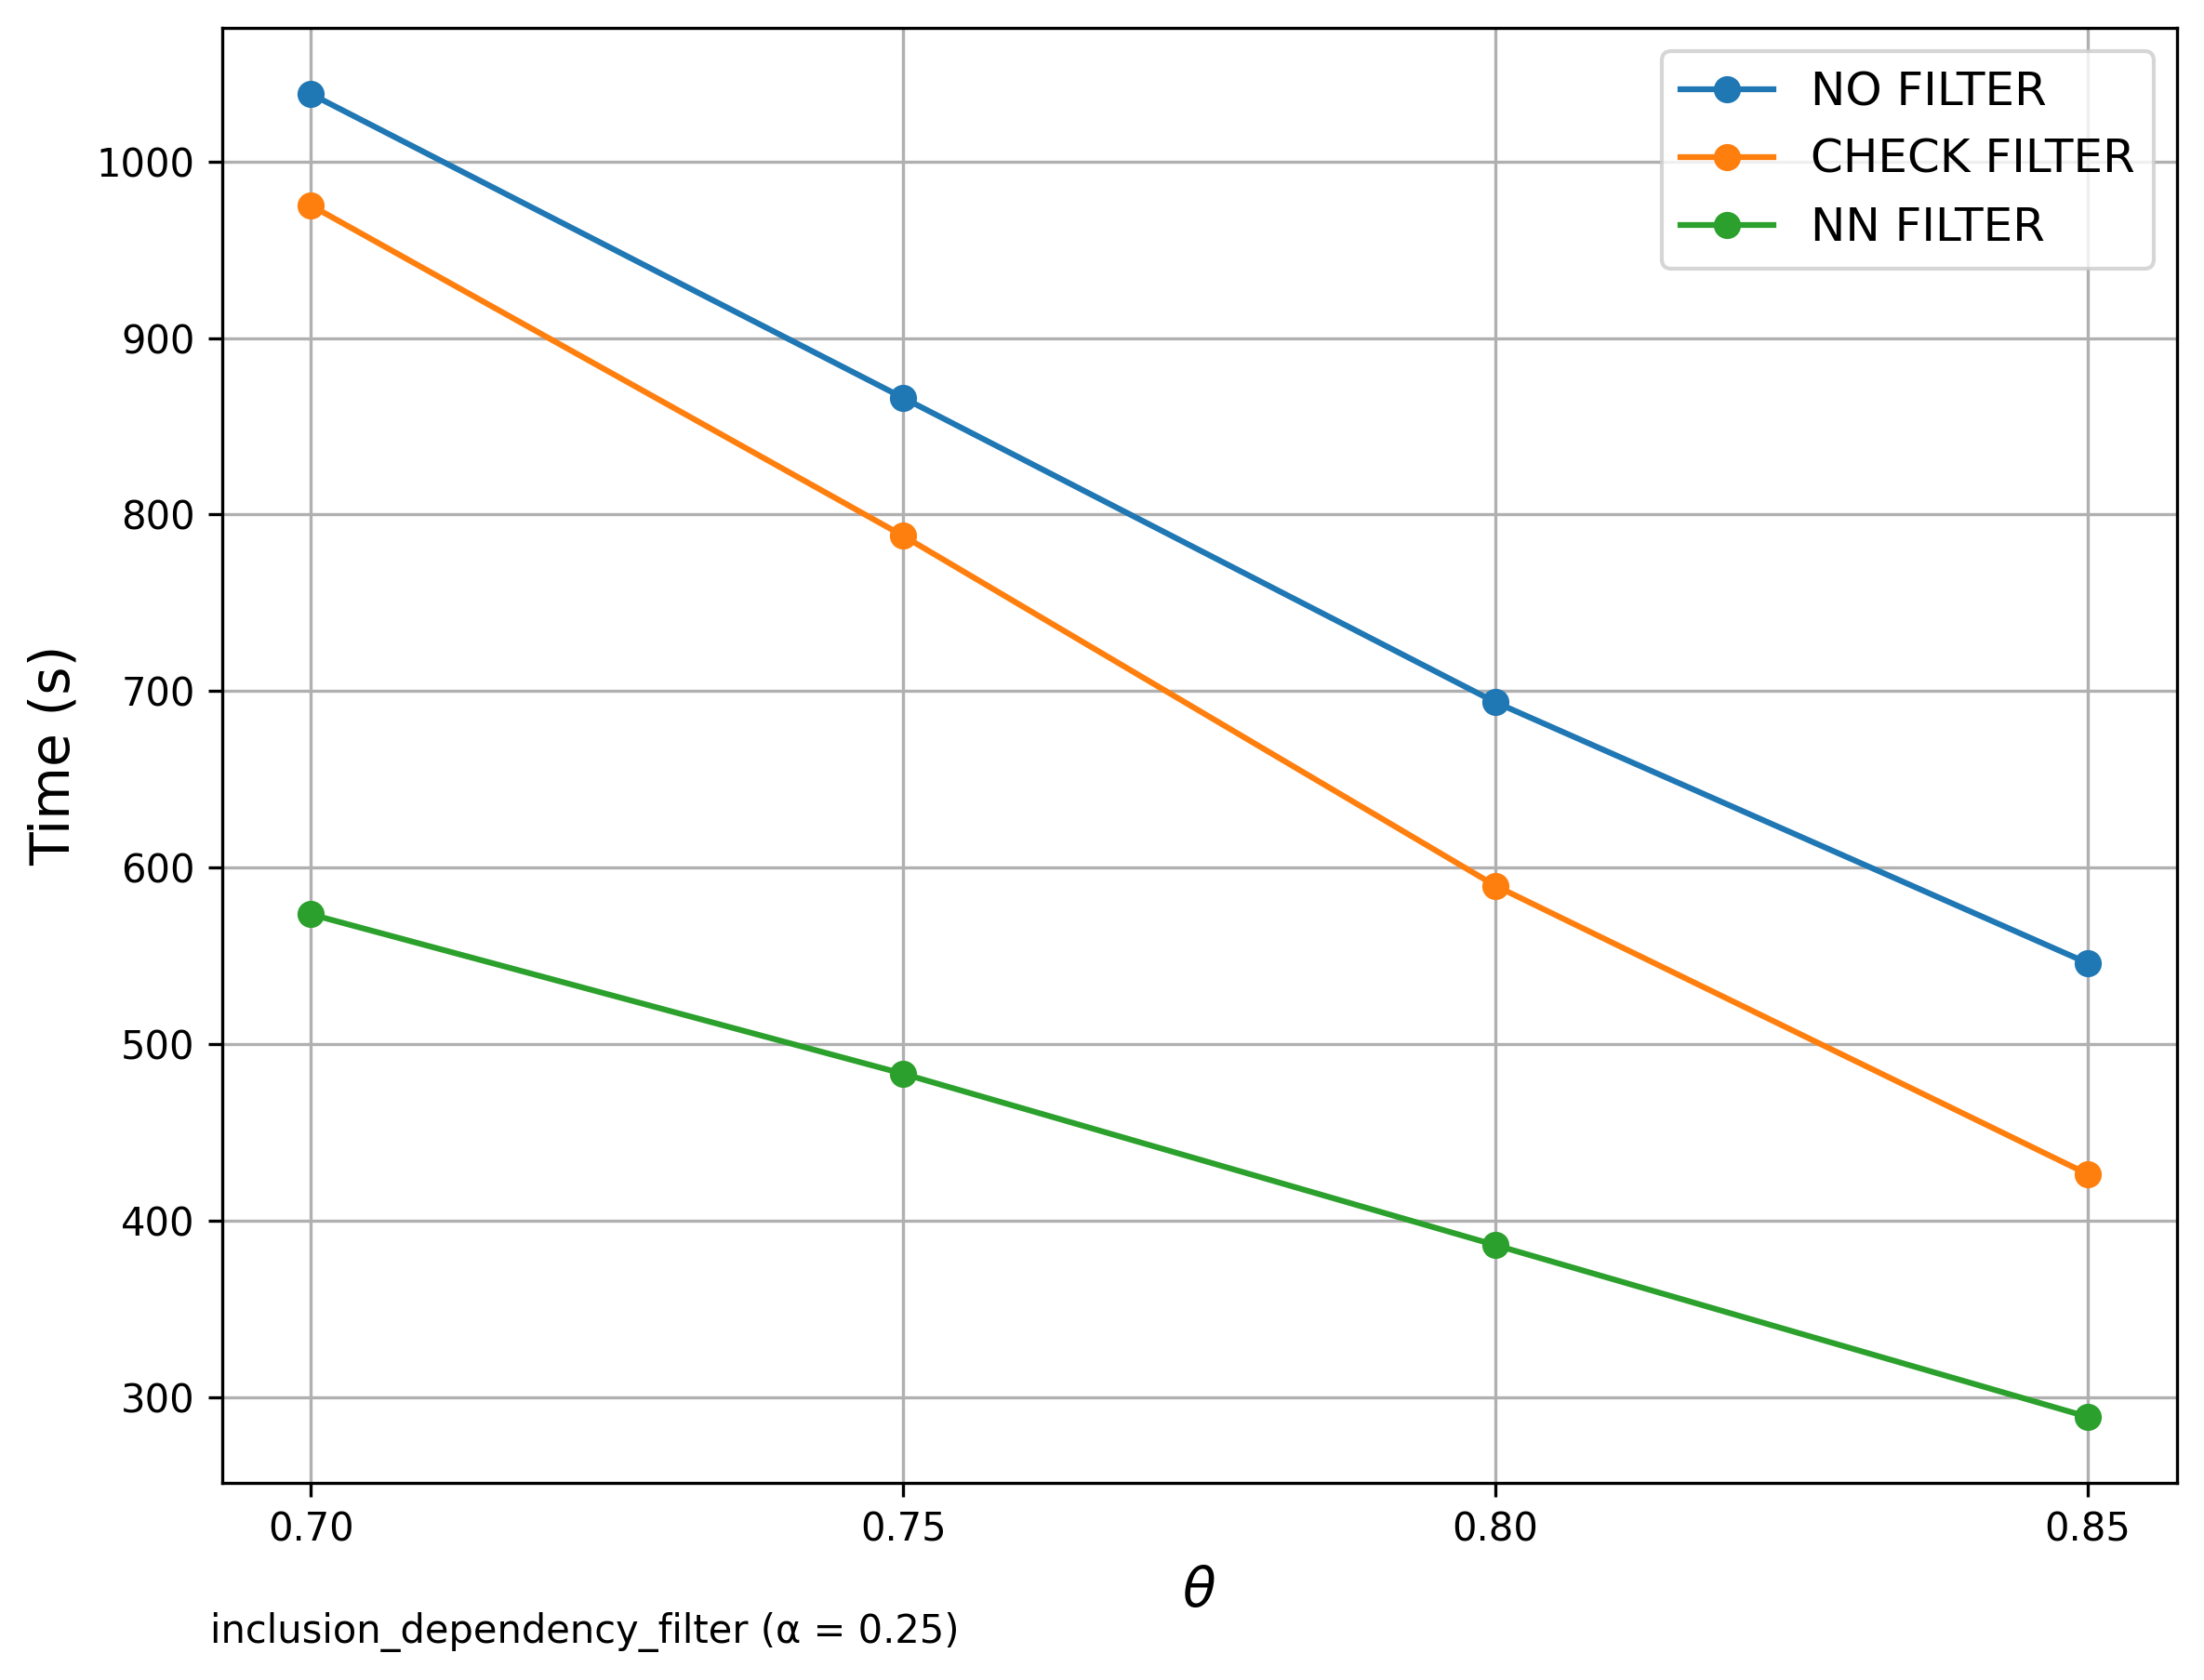 NO FILTER
CHECK FILTER
NN FILTER
1000
900
800
700
600
500
400
300
Time (s)
0.70 0.75 0.80 0.85
θ
inclusion_dependency_filter (α = 0.25)